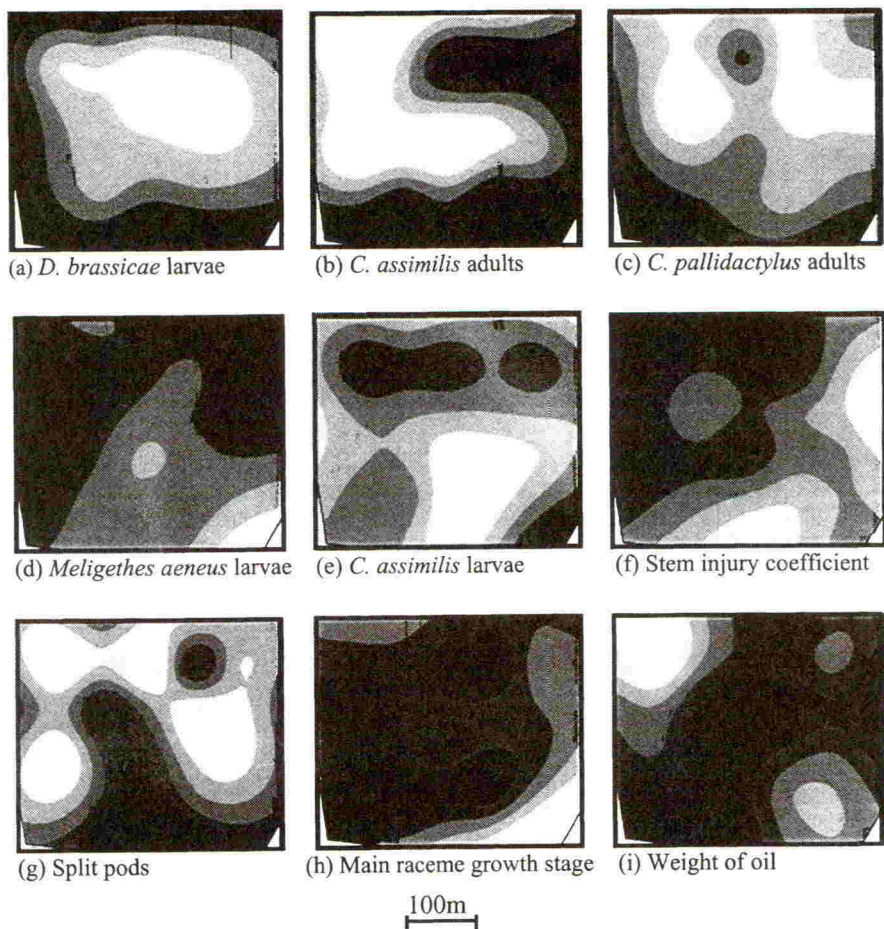 (a) D. brassicae larvae
(b) C. assimilis adults
(c) C. pallidactylus adults
(d) Meligethes aeneus larvae
(e) C. assimilis larvae
(f) Stem injury coefficient
(g) Split pods
(h) Main raceme growth stage
(i) Weight of oil
100m